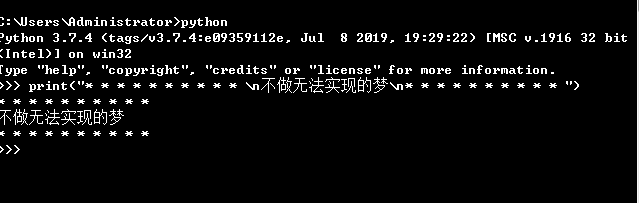 C:\Users\Administrator>python
Python 3.7.4 (tags/v3.7.4:e09359112e, Jul  8 2019, 19:29:22) [MSC v.1916 32 bit
(Intel)] on win32
Type "help", "copyright", "credits" or "license" for more information.
>>> print("* * * * * * * * * * \n不做无法实现的梦\n* * * * * * * * * * ")
* * * * * * * * * *
不做无法实现的梦
* * * * * * * * * *
>>>